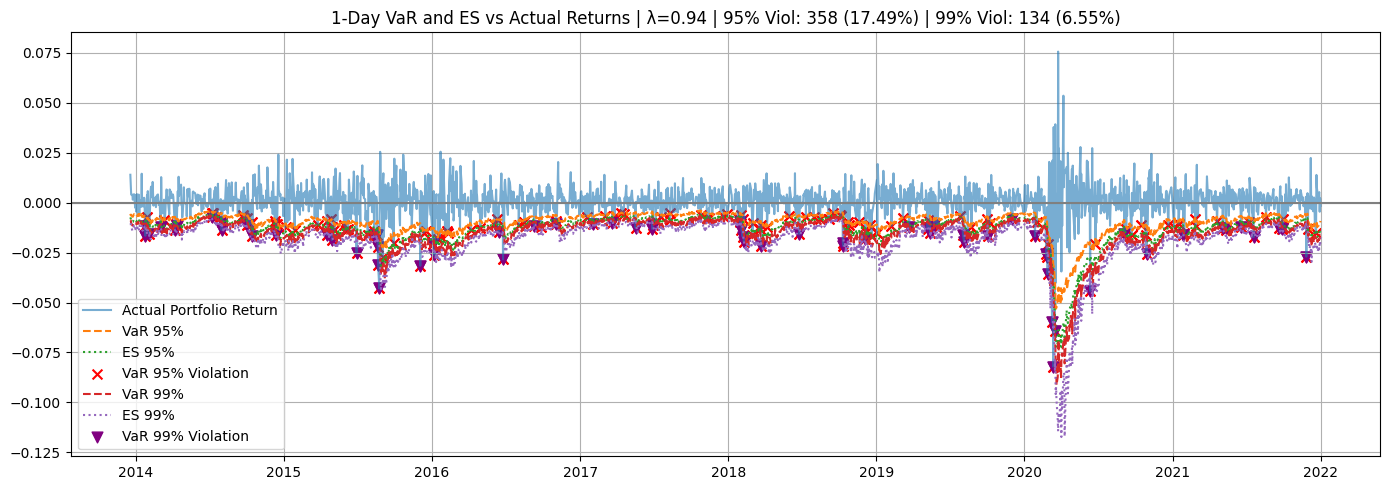 1-Day VaR and ES vs Actual Returns | λ=0.94 | 95% Viol: 358 (17.49%) | 99% Viol: 134 (6.55%)
0.075
0.050
0.025
0.000
−0.025
−0.050
−0.075
−0.100
−0.125
Actual Portfolio Return
VaR 95%
ES 95%
VaR 95% Violation
VaR 99%
ES 99%
VaR 99% Violation
2014
2015
2016
2017
2018
2019
2020
2021
2022